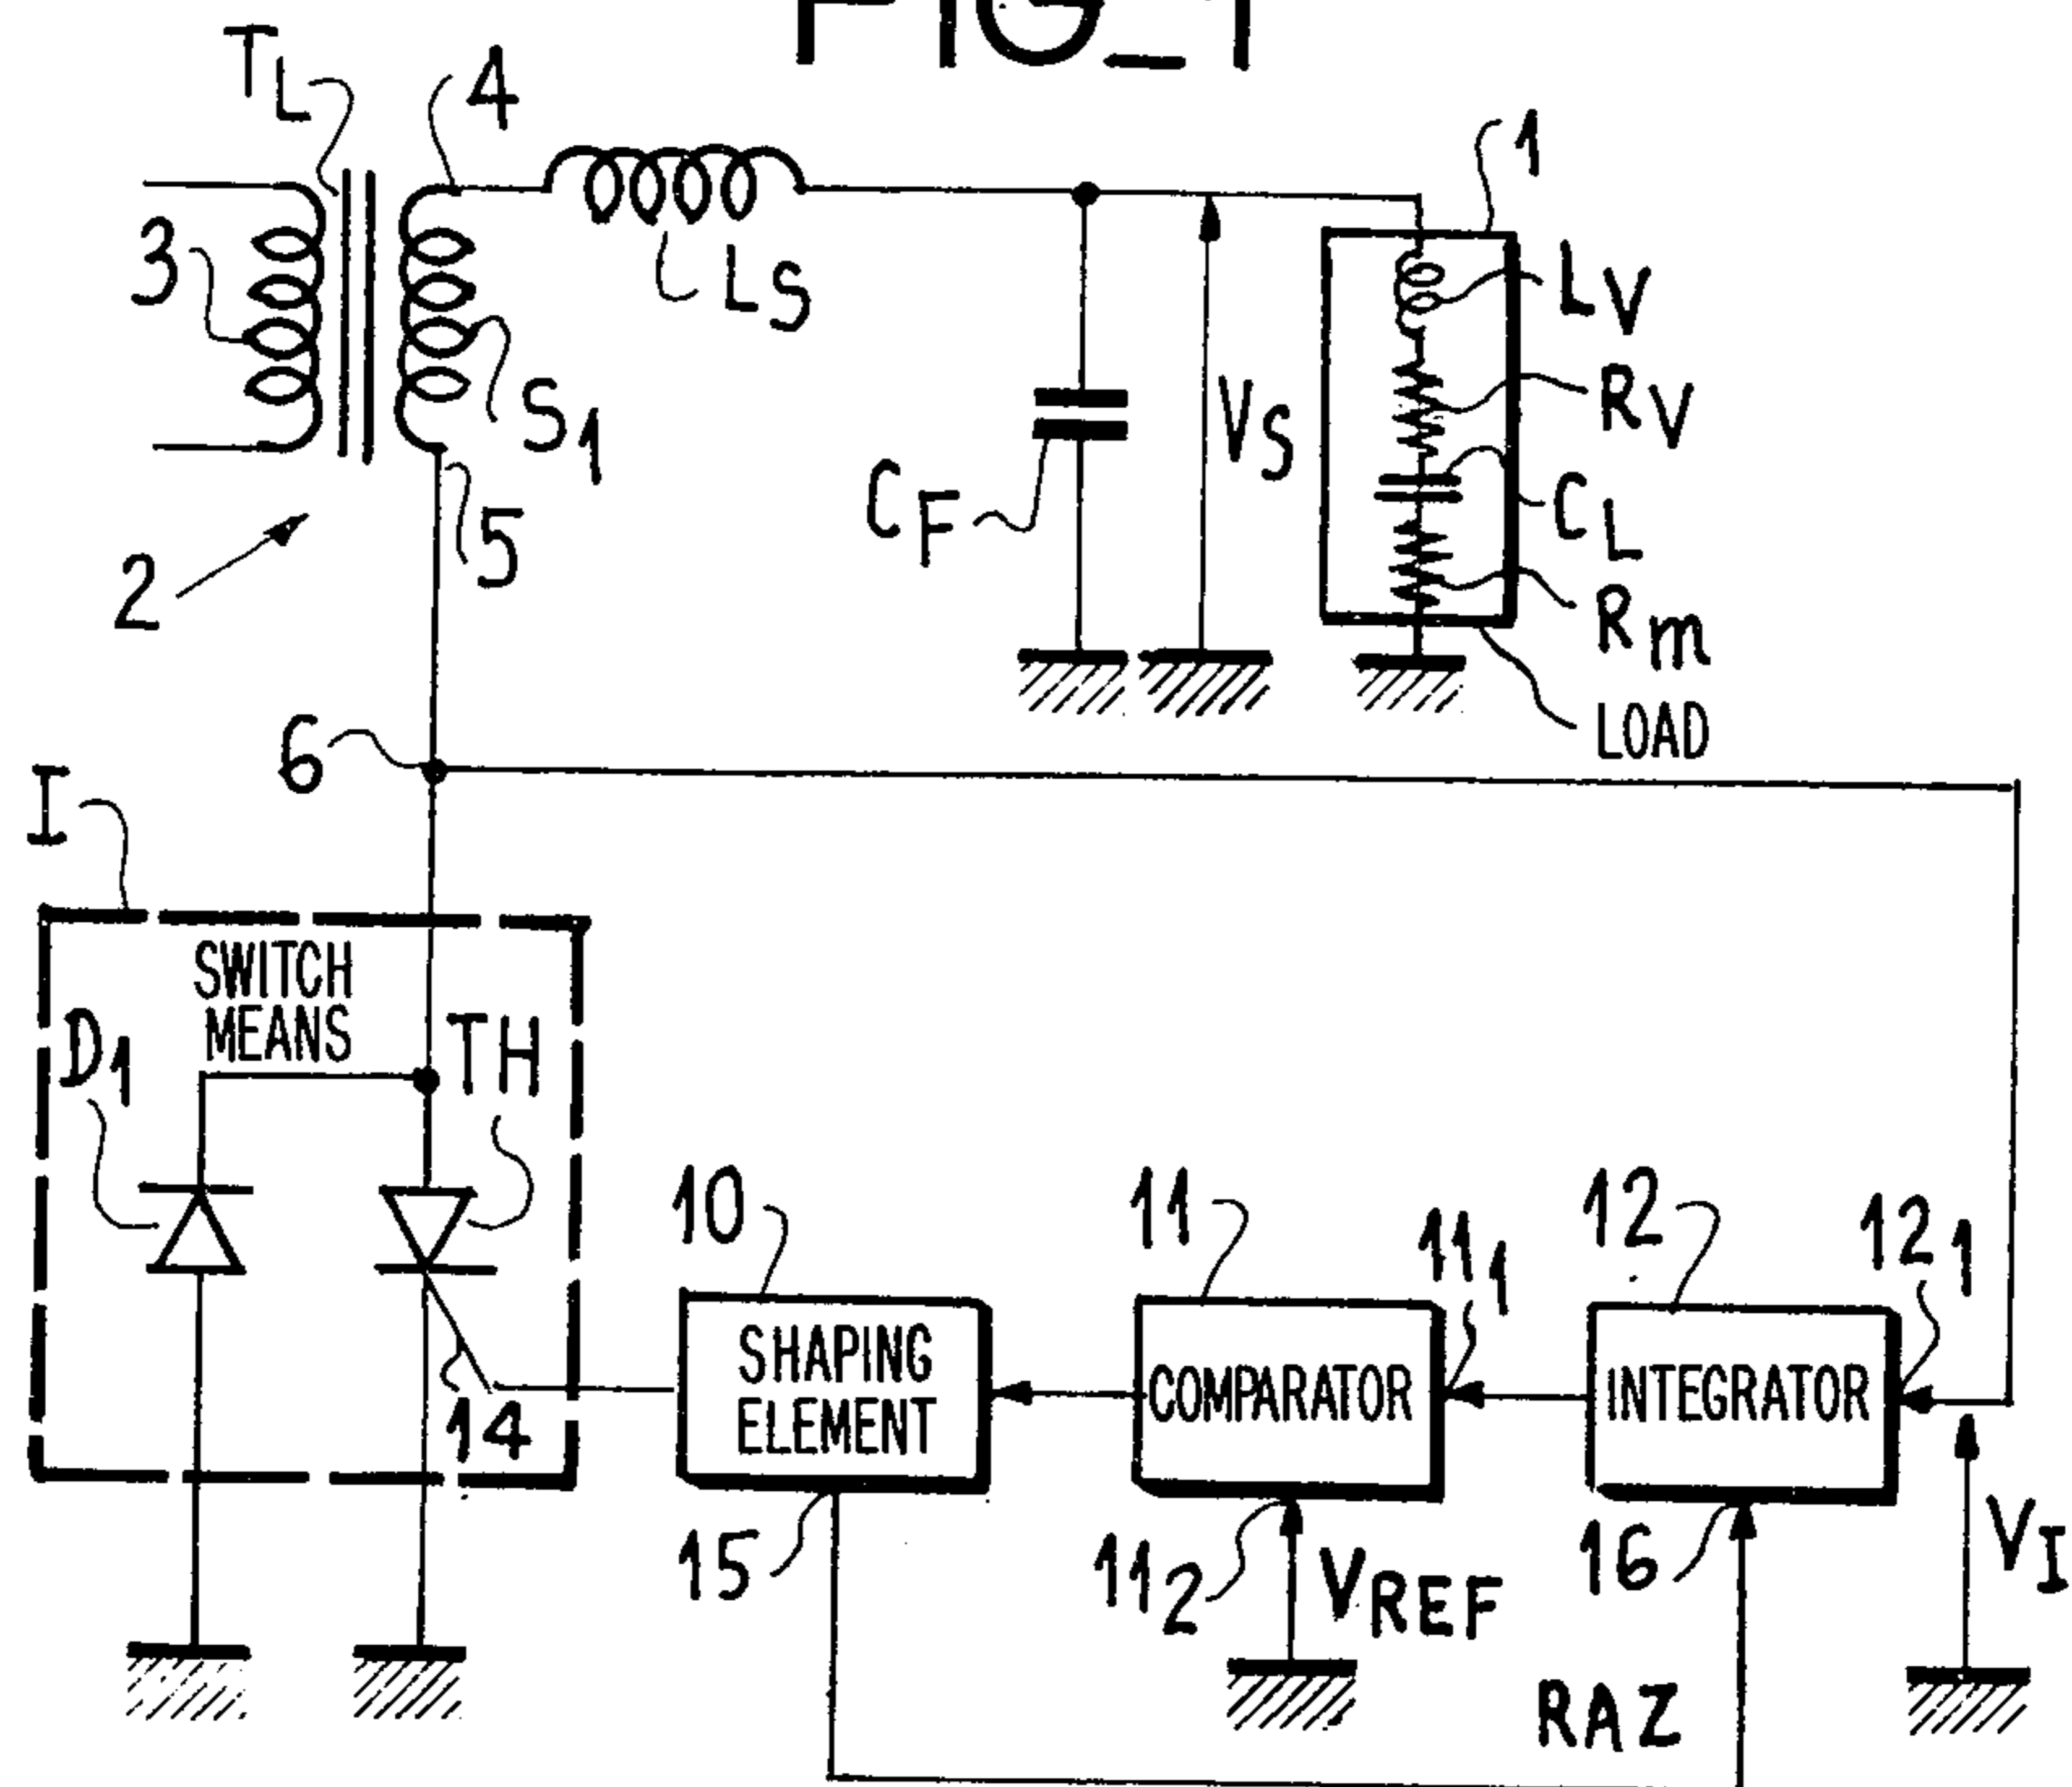 FIG_1
TL
4
1
3
LS
LV
S1
VS
RV
CF
CL
5
2
Rm
LOAD
6
I
SWITCH
MEANS
D1
TH
10
11
111
12
121
SHAPING
ELEMENT
COMPARATOR
INTEGRATOR
14
15
112
VREF
16
VI
RAZ